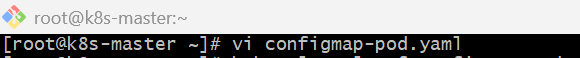 root@k8s-master:~
[root@k8s-master ~]# vi configmap-pod.yaml